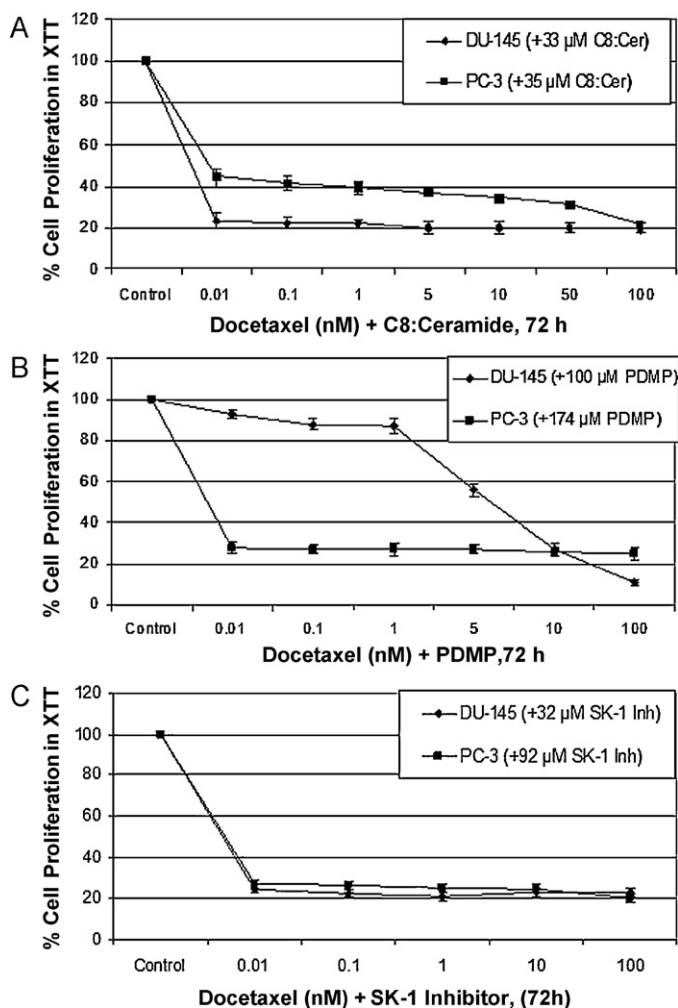 A
% Cell Proliferation in XTT
120
100
80
60
40
20
0
DU-145 (+33 µM C8:Cer)
PC-3 (+35 µM C8:Cer)
Control 0.01 0.1 1 5 10 50 100
Docetaxel (nM) + C8:Ceramide, 72 h
B
% Cell Proliferation in XTT
120
100
80
60
40
20
0
DU-145 (+100 µM PDMP)
PC-3 (+174 µM PDMP)
Control 0.01 0.1 1 5 10 100
Docetaxel (nM) + PDMP,72 h
C
% Cell Proliferation in XTT
120
100
80
60
40
20
0
DU-145 (+32 µM SK-1 Inh)
PC-3 (+92 µM SK-1 Inh)
Control 0.01 0.1 1 10 100
Docetaxel (nM) + SK-1 Inhibitor, (72h)